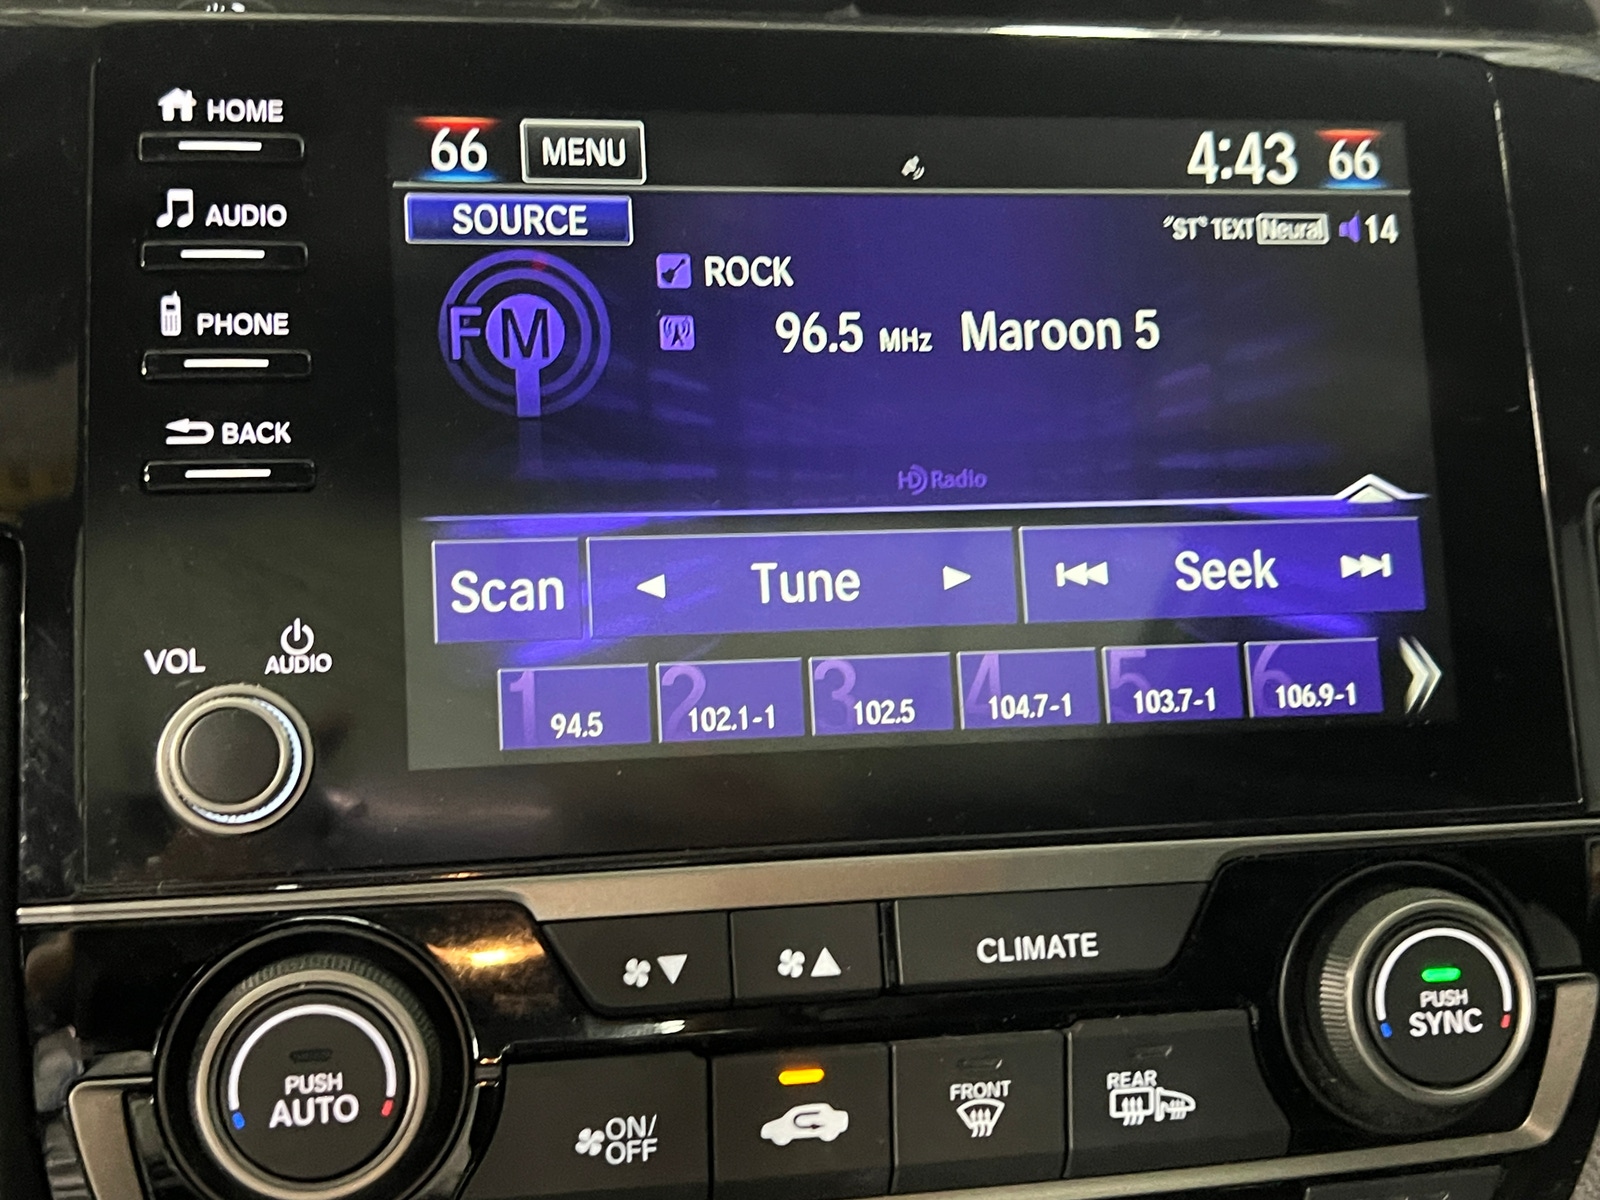 HOME
AUDIO
PHONE
BACK
VOL
AUDIO
66 MENU 4:43 66
SOURCE
"ST" TEXT Neural 14
FM
ROCK
96.5 MHz Maroon 5
HD Radio
Scan Tune Seek
1 94.5
2 102.1-1
3 102.5
4 104.7-1
5 103.7-1
6 106.9-1
CLIMATE
PUSH
AUTO
ON/
OFF
FRONT
REAR
PUSH
SYNC